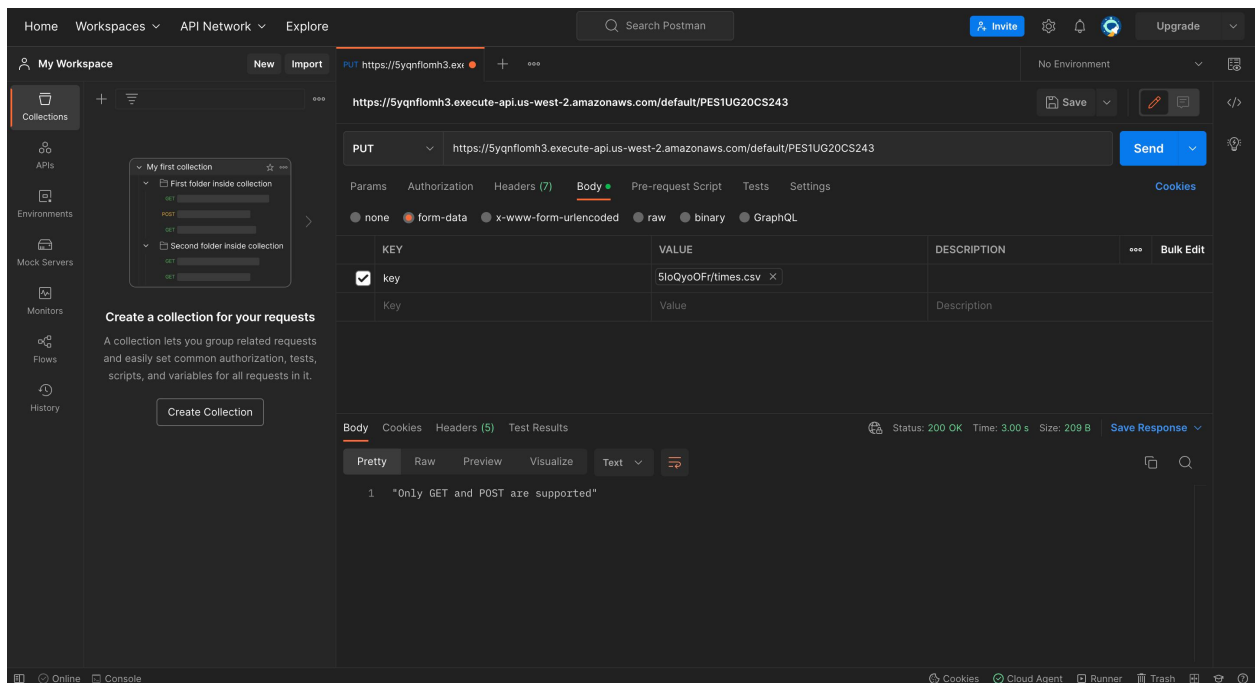 Home Workspaces API Network Explore Search Postman Invite Upgrade
My Workspace New Import PUT https://5yqnflomh3.exe No Environment
Collections
APIs
Environments
Mock Servers
Monitors
Flows
History
My first collection
First folder inside collection
GET
POST
GET
Second folder inside collection
GET
GET
Create a collection for your requests
A collection lets you group related requests
and easily set common authorization, tests,
scripts, and variables for all requests in it.
Create Collection
https://5yqnflomh3.execute-api.us-west-2.amazonaws.com/default/PES1UG20CS243 Save
PUT https://5yqnflomh3.execute-api.us-west-2.amazonaws.com/default/PES1UG20CS243 Send
Params Authorization Headers (7) Body Pre-request Script Tests Settings Cookies
none form-data x-www-form-urlencoded raw binary GraphQL
KEY VALUE DESCRIPTION Bulk Edit
key 5IoQyoOFr/times.csv
Key Value Description
Body Cookies Headers (5) Test Results Status: 200 OK Time: 3.00 s Size: 209 B Save Response
Pretty Raw Preview Visualize Text
1 "Only GET and POST are supported"
Online Console Cookies Cloud Agent Runner Trash